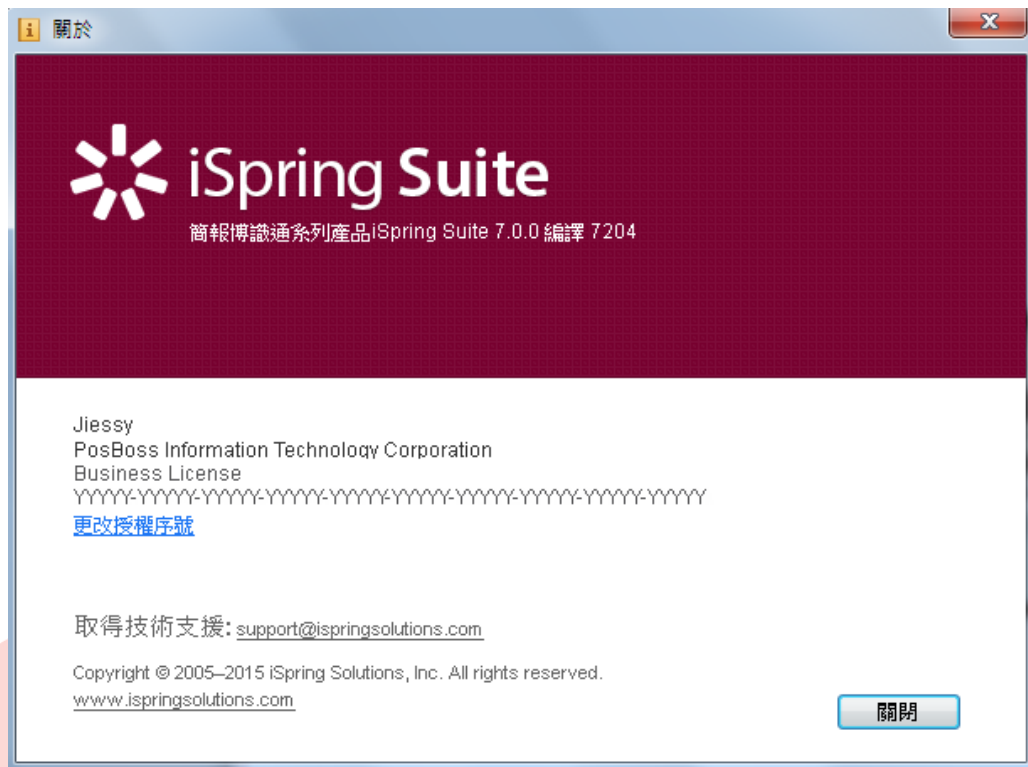 關於
iSpring Suite
簡報博識通系列產品iSpring Suite 7.0.0 編譯 7204
Jiessy
PosBoss Information Technology Corporation
Business License
YYYYY-YYYYY-YYYYY-YYYYY-YYYYY-YYYYY-YYYYY-YYYYY-YYYYY-YYYYY
更改授權序號
取得技術支援: support@ispringsolutions.com
Copyright © 2005–2015 iSpring Solutions, Inc. All rights reserved.
www.ispringsolutions.com
關閉